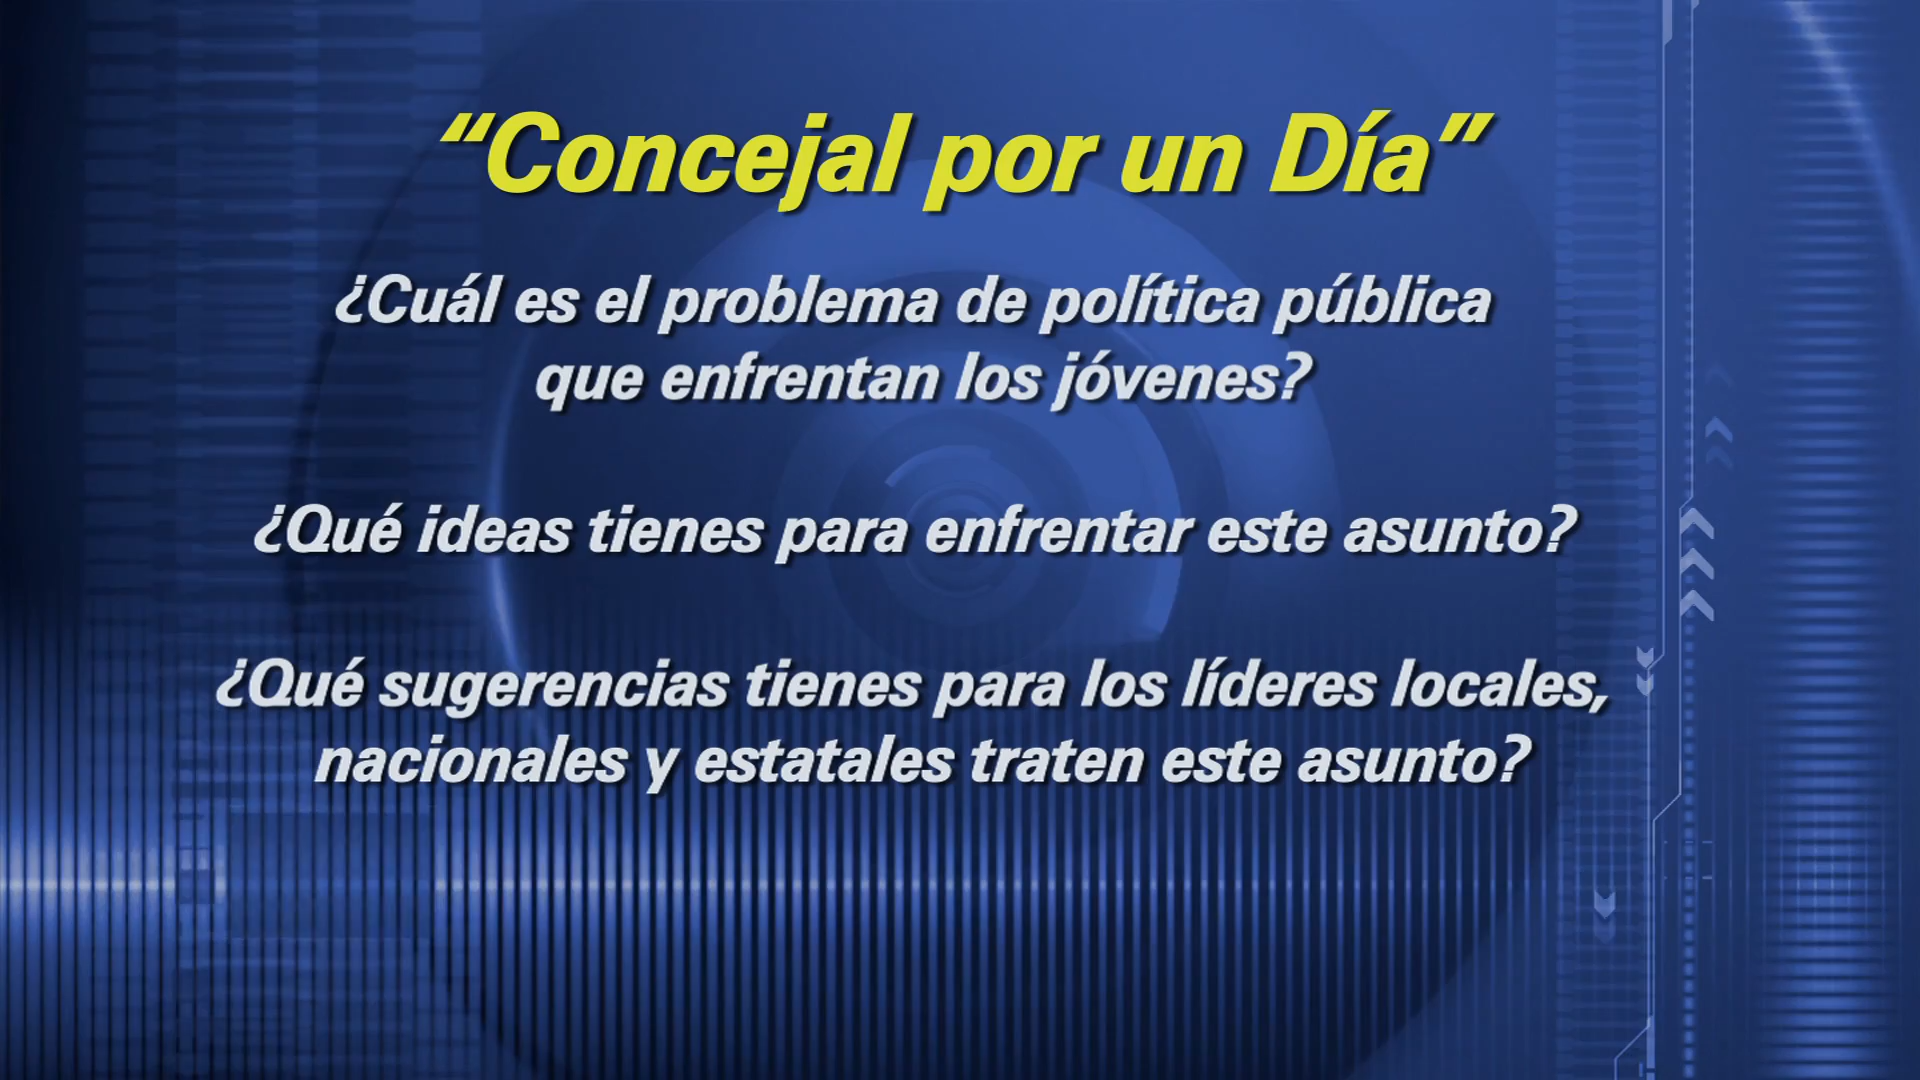 “Concejal por un Día”
¿Cuál es el problema de política pública
que enfrentan los jóvenes?
¿Qué ideas tienes para enfrentar este asunto?
¿Qué sugerencias tienes para los líderes locales,
nacionales y estatales traten este asunto?